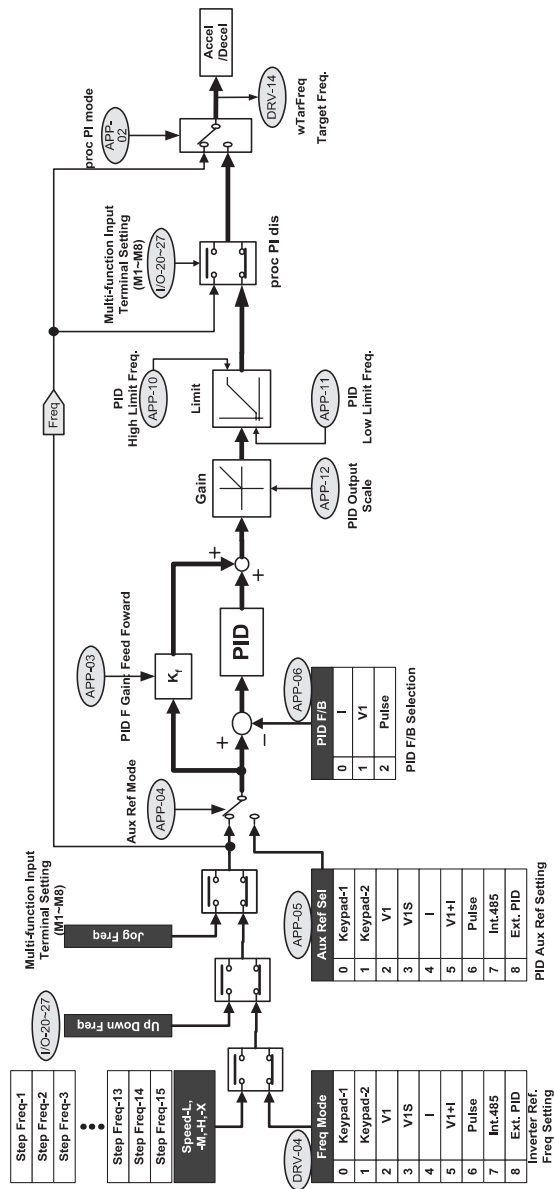 Step Freq-1
Step Freq-2
Step Freq-3
Step Freq-13
Step Freq-14
Step Freq-15
Speed-L,
-M,-H,-X
DRV-04
Freq Mode
0 Keypad-1
1 Keypad-2
2 V1
3 V1S
4 I
5 V1+I
6 Pulse
7 Int.485
8 Ext. PID
Inverter Ref.
Freq Setting
I/O-20~27
Up Down Freq
Multi-function Input
Terminal Setting
(M1~M8)
Jog Freq
APP-05
Aux Ref Sel
0 Keypad-1
1 Keypad-2
2 V1
3 V1S
4 I
5 V1+I
6 Pulse
7 Int.485
8 Ext. PID
PID Aux Ref Setting
APP-04
Aux Ref Mode
APP-03
PID F Gain: Feed Foward
Kf
+
−
PID
+
+
APP-06
PID F/B
0 I
1 V1
2 Pulse
PID F/B Selection
Gain
APP-12
PID Output
Scale
Freq
PID
High Limit Freq.
APP-10
Limit
APP-11
PID
Low Limit Freq.
Multi-function Input
Terminal Setting
(M1~M8)
I/O-20~27
proc PI dis
proc PI mode
APP-
02
Accel
/Decel
DRV-14
wTarFreq
Target Freq.